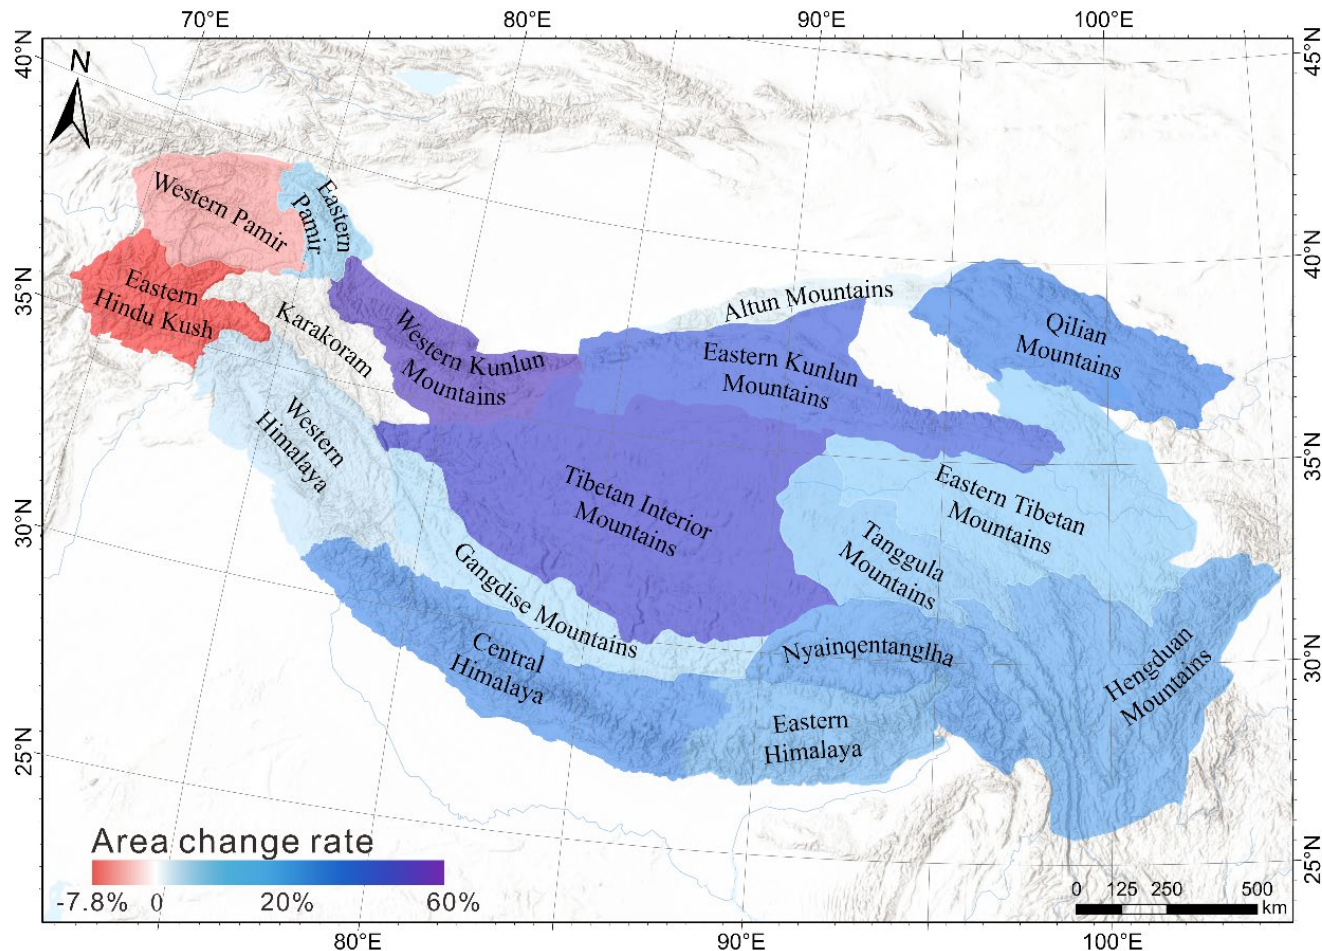 70°E
80°E
90°E
100°E
40°N
45°N
N
Western Pamir
Eastern
Pamir
40°N
35°N
Eastern
Hindu Kush
Karakoram
Western Kunlun
Mountains
Altun Mountains
Eastern Kunlun
Mountains
Qilian
Mountains
Western
Himalaya
Tibetan Interior
Mountains
Eastern Tibetan
Mountains
35°N
30°N
Tanggula
Mountains
Gangdise Mountains
Central
Himalaya
Nyainqentanglha
Hengduan
Mountains
30°N
Eastern
Himalaya
25°N
Area change rate
-7.8%
0
20%
60%
25°N
0
125
250
500
km
80°E
90°E
100°E